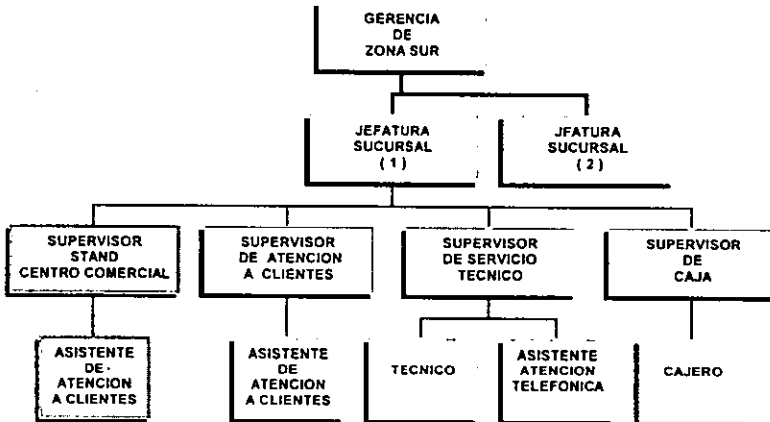 GERENCIA
DE
ZONA SUR
JEFATURA
SUCURSAL
( 1 )
JFATURA
SUCURSAL
( 2 )
SUPERVISOR
STAND
CENTRO COMERCIAL
SUPERVISOR
DE ATENCION
A CLIENTES
SUPERVISOR
DE SERVICIO
TECNICO
SUPERVISOR
DE
CAJA
ASISTENTE
DE
ATENCION
A CLIENTES
ASISTENTE
DE
ATENCION
A CLIENTES
TECNICO
ASISTENTE
ATENCION
TELEFONICA
CAJERO